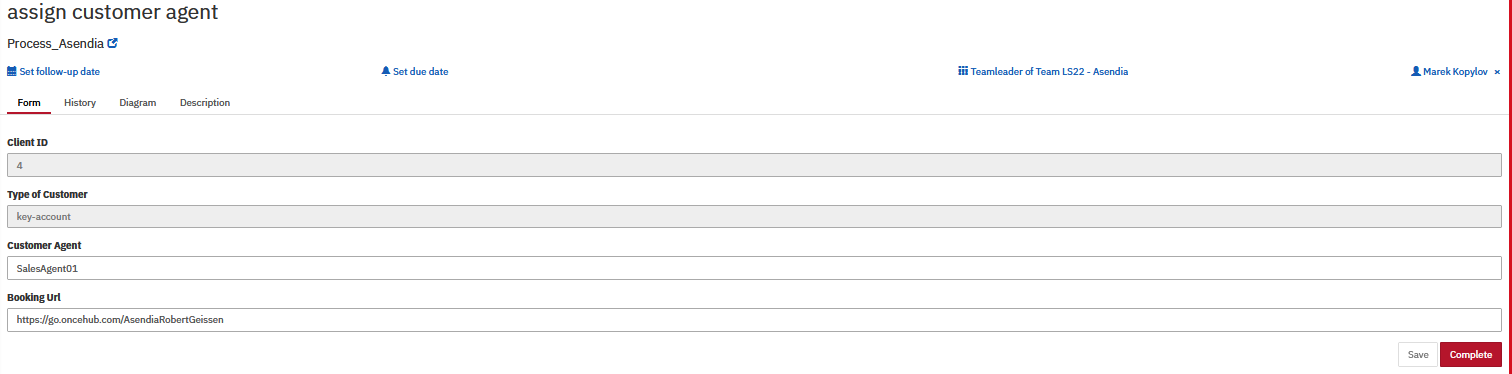 assign customer agent
Process_Asendia
Set follow-up date Set due date Teamleader of Team LS22 - Asendia Marek Kopylov ×
Form History Diagram Description
Client ID
4
Type of Customer
key-account
Customer Agent
SalesAgent01
Booking Url
https://go.oncehub.com/AsendiaRobertGeissen
Save Complete